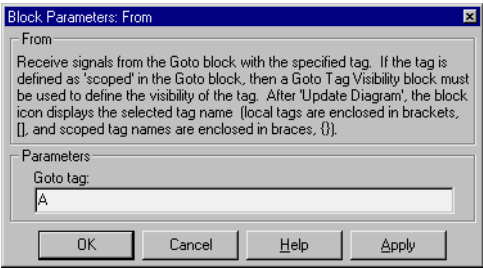 Block Parameters: From
From
Receive signals from the Goto block with the specified tag. If the tag is
defined as 'scoped' in the Goto block, then a Goto Tag Visibility block must
be used to define the visibility of the tag. After 'Update Diagram', the block
icon displays the selected tag name (local tags are enclosed in brackets,
[], and scoped tag names are enclosed in braces, {}).
Parameters
Goto tag:
A
OK Cancel Help Apply